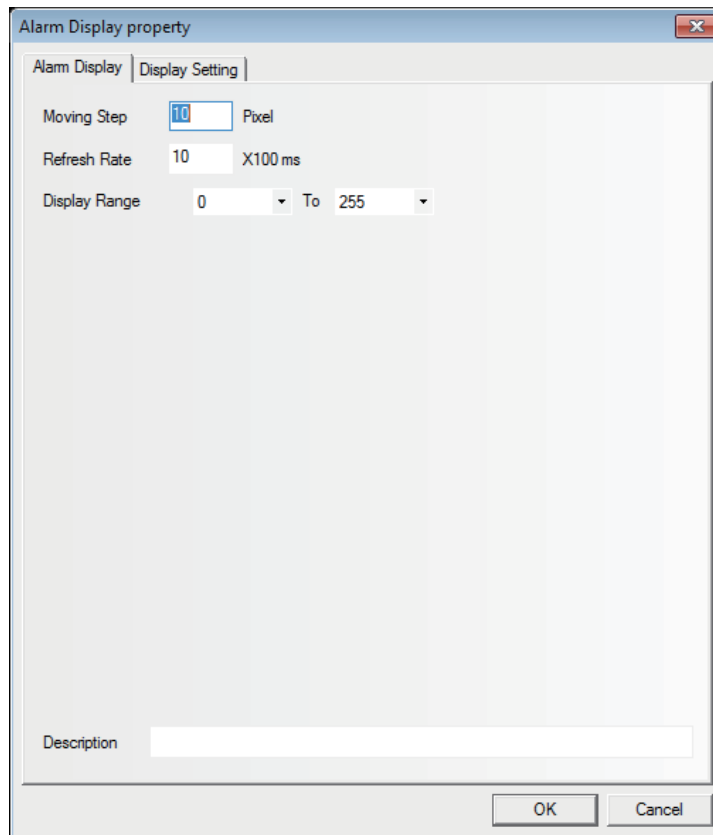 Alarm Display property
Alarm Display Display Setting
Moving Step 10 Pixel
Refresh Rate 10 X100 ms
Display Range 0 To 255
Description
OK Cancel